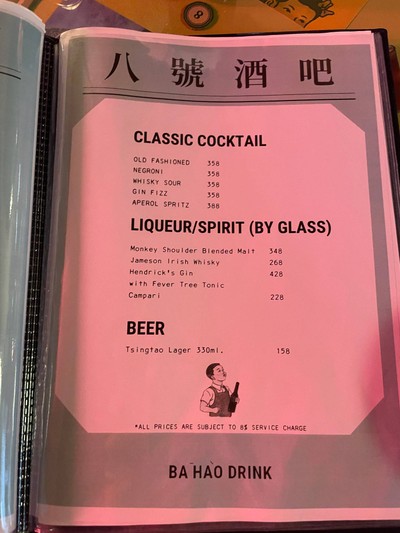 8
八號酒吧
CLASSIC COCKTAIL
OLD FASHIONED 358
NEGRONI 358
WHISKY SOUR 358
GIN FIZZ 358
APEROL SPRITZ 388
LIQUEUR/SPIRIT (BY GLASS)
Monkey Shoulder Blended Malt 348
Jameson Irish Whisky 268
Hendrick's Gin 428
with Fever Tree Tonic
Campari 228
BEER
Tsingtao Lager 330ml. 158
*ALL PRICES ARE SUBJECT TO 8% SERVICE CHARGE
BA HAO DRINK